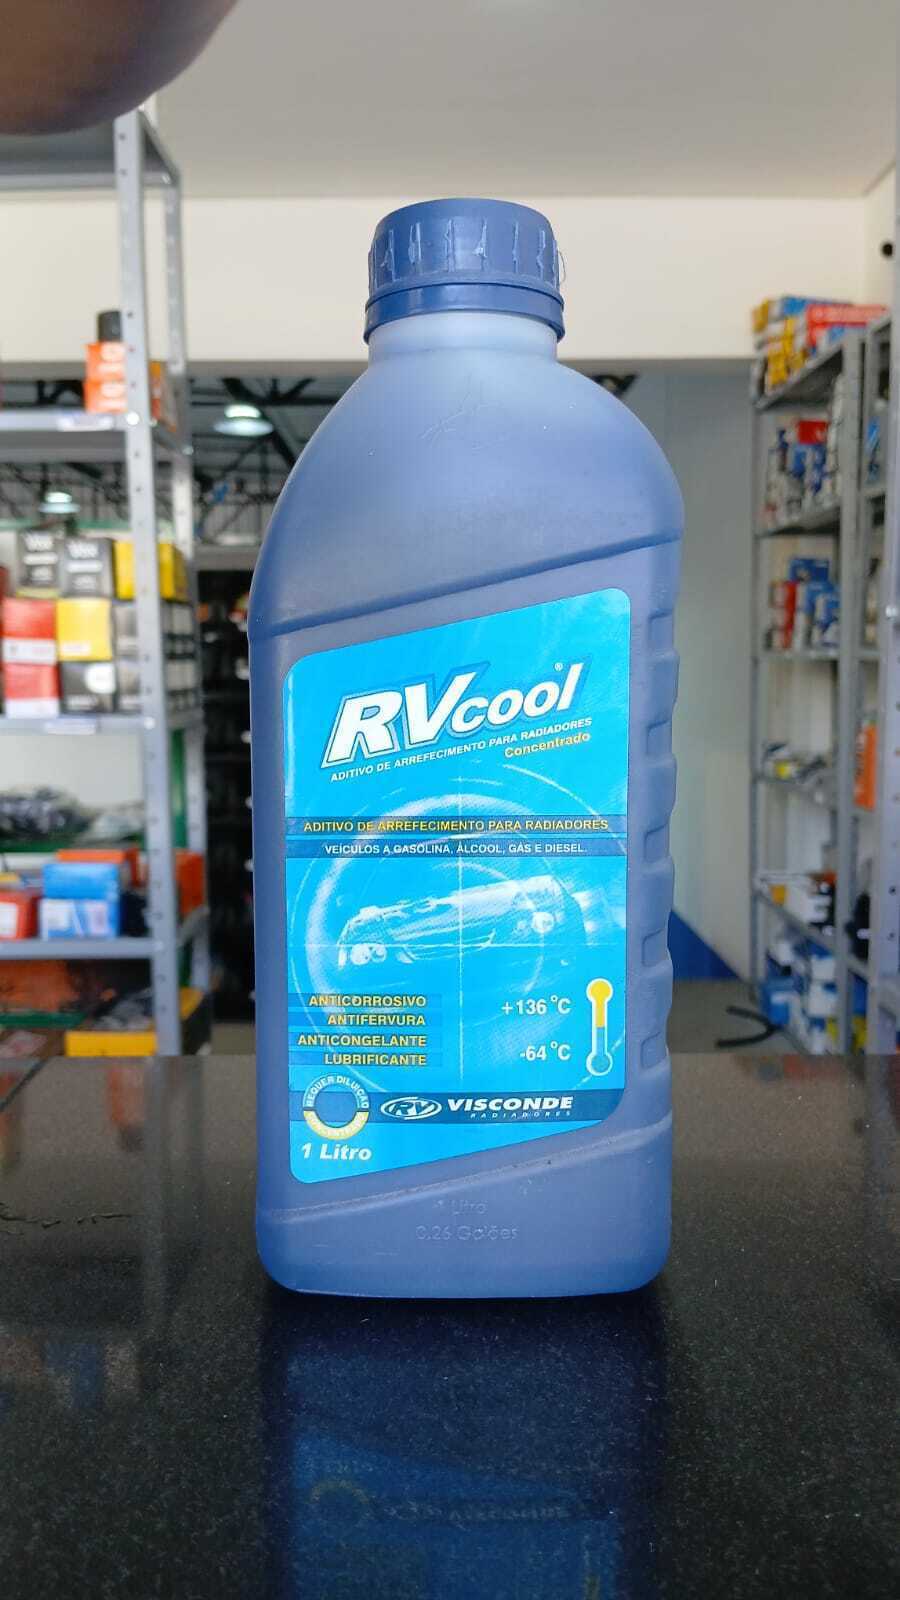 RVcool®
ADITIVO DE ARREFECIMENTO PARA RADIADORES
Concentrado
ADITIVO DE ARREFECIMENTO PARA RADIADORES
VEÍCULOS A GASOLINA, ÁLCOOL, GÁS E DIESEL.
ANTICORROSIVO
ANTIFERVURA
ANTICONGELANTE
LUBRIFICANTE
+136 °C
-64 °C
REQUER DILUIÇÃO
CONCENTRADO
1 Litro
RV VISCONDE
RADIADORES
1 Litro
0,26 Galões